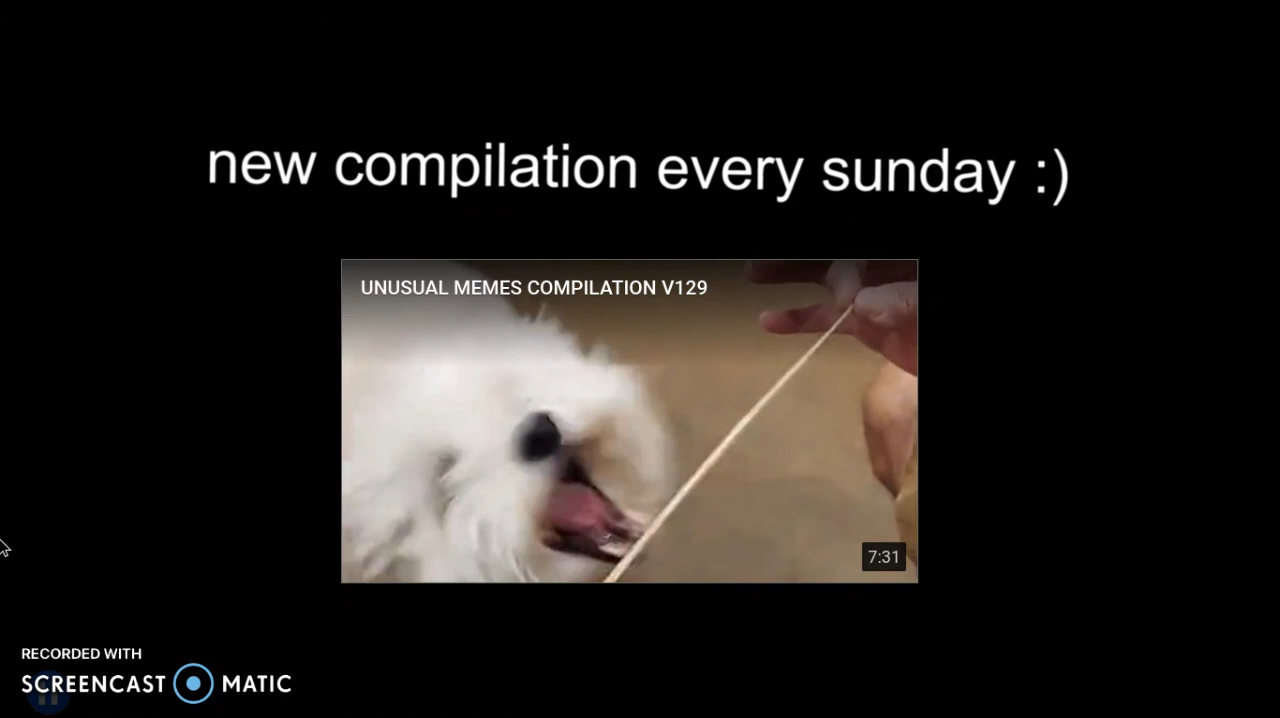 new compilation every sunday :)
UNUSUAL MEMES COMPILATION V129
7:31
RECORDED WITH
SCREENCAST MATIC